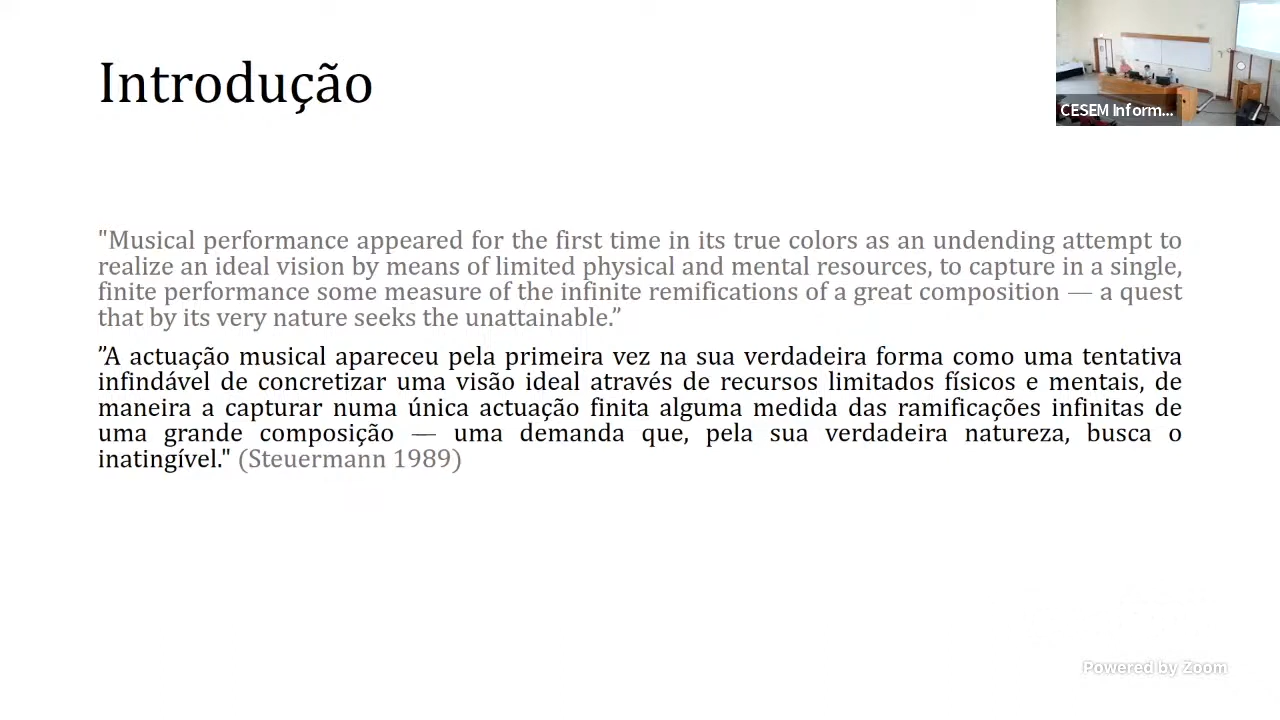 Introdução
CESEM Inform...
"Musical performance appeared for the first time in its true colors as an undending attempt to
realize an ideal vision by means of limited physical and mental resources, to capture in a single,
finite performance some measure of the infinite remifications of a great composition — a quest
that by its very nature seeks the unattainable.”
”A actuação musical apareceu pela primeira vez na sua verdadeira forma como uma tentativa
infindável de concretizar uma visão ideal através de recursos limitados físicos e mentais, de
maneira a capturar numa única actuação finita alguma medida das ramificações infinitas de
uma grande composição — uma demanda que, pela sua verdadeira natureza, busca o
inatingível." (Steuermann 1989)
Powered by Zoom